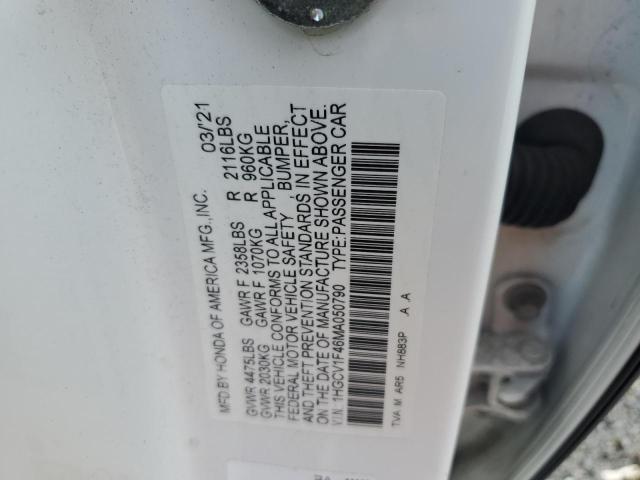 MFD.BY HONDA OF AMERICA MFG.,INC. 03/'21
GVWR 4475LBS GAWR F 2358LBS R 2116LBS
GVWR 2030KG GAWR F 1070KG R 960KG
THIS VEHICLE CONFORMS TO ALL APPLICABLE
FEDERAL MOTOR VEHICLE SAFETY , BUMPER,
AND THEFT PREVENTION STANDARDS IN EFFECT
ON THE DATE OF MANUFACTURE SHOWN ABOVE.
V.I.N. 1HGCV1F46MA050790 TYPE:PASSENGER CAR
TVA M AR5 NH883P .A .A